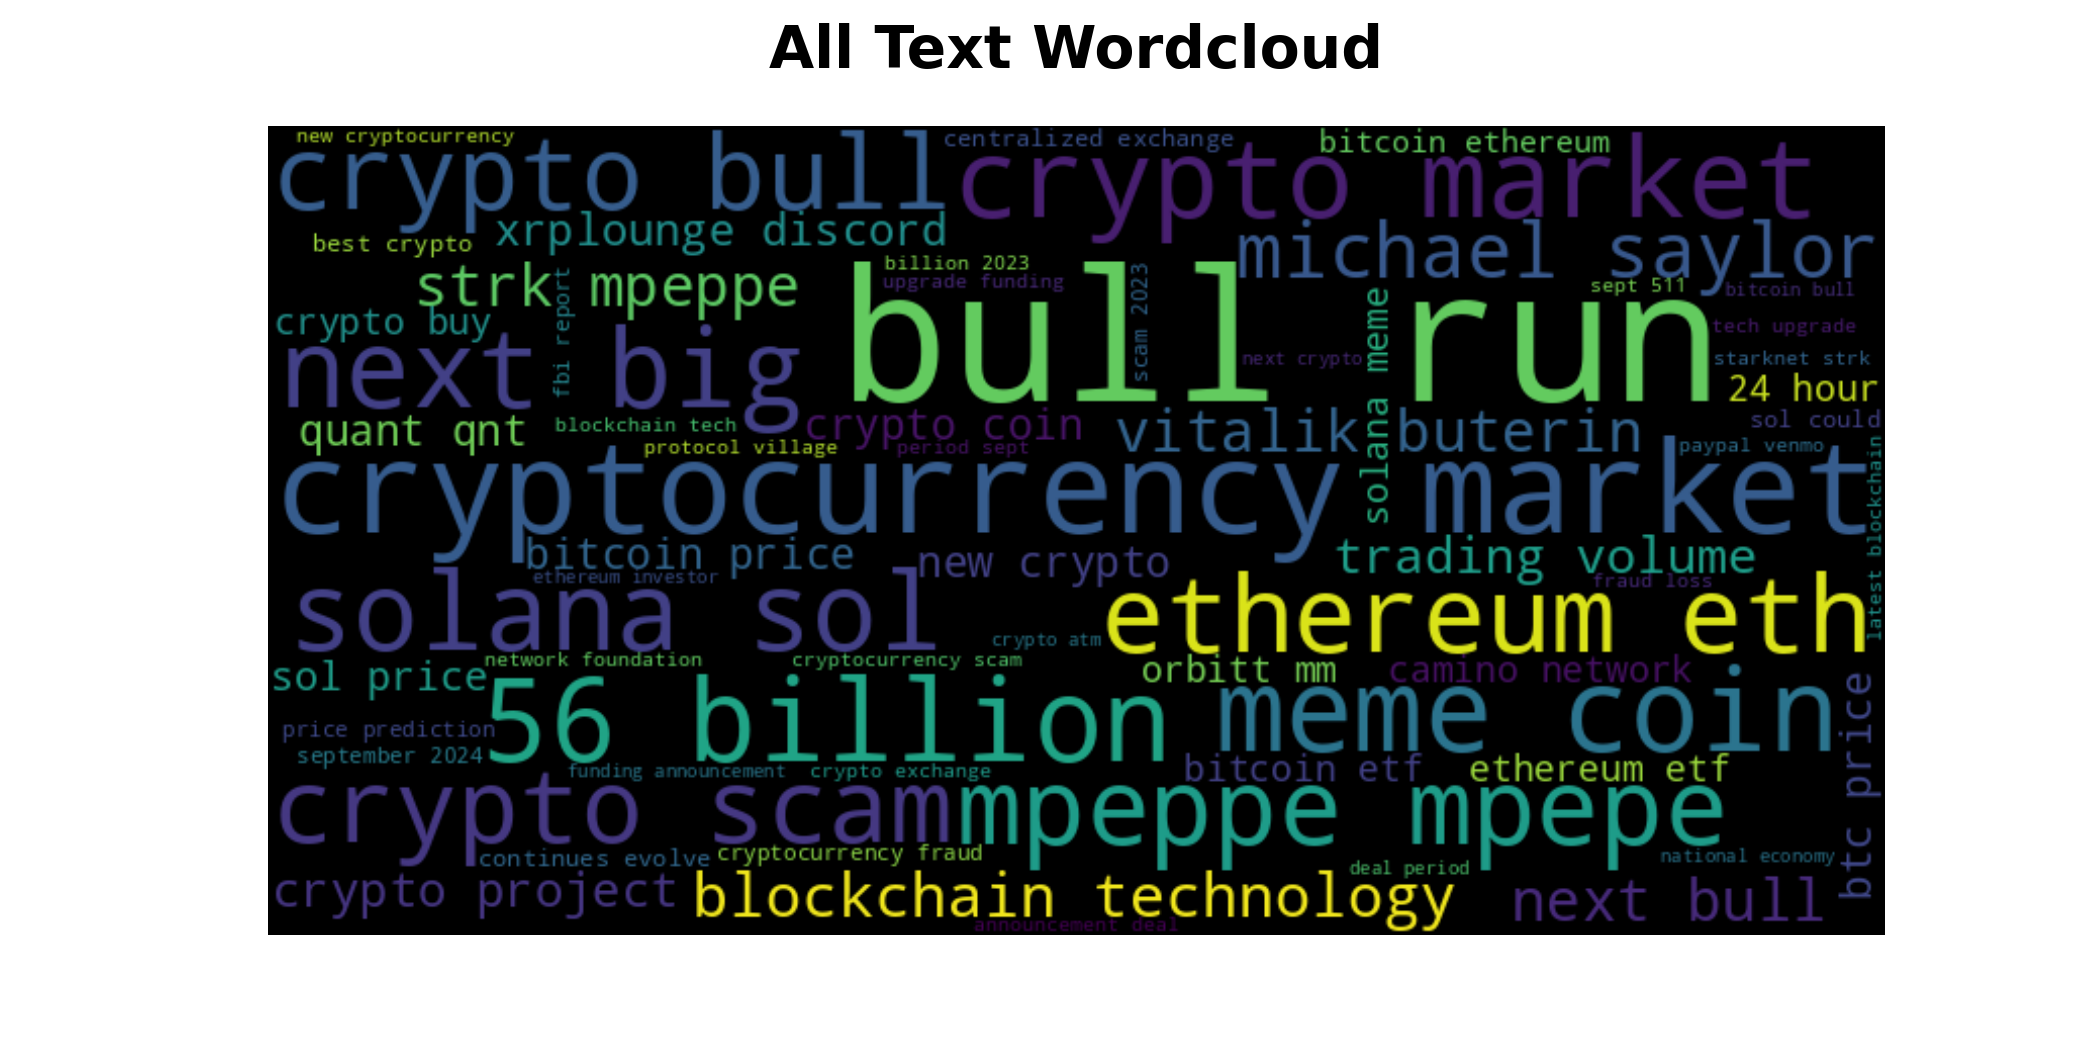 All Text Wordcloud
new cryptocurrency
crypto bull
centralized exchange
crypto market
bitcoin ethereum
best crypto
xrplounge discord
michael saylor
strk mpeppe
fbi report
billion 2023
upgrade funding
scam 2023
bull run
sept 511
bitcoin bull
crypto buy
next big
next crypto
solana meme
tech upgrade
starknet strk
24 hour
quant qnt
blockchain tech
crypto coin
vitalik buterin
sol could
protocol village
period sept
paypal venmo
cryptocurrency market
latest blockchain
bitcoin price
new crypto
trading volume
ethereum investor
fraud loss
solana sol
crypto atm
ethereum eth
sol price
network foundation
cryptocurrency scam
orbitt mm
camino network
56 billion
meme coin
btc price
price prediction
september 2024
funding announcement
crypto exchange
bitcoin etf
ethereum etf
crypto scam
mpeppe mpepe
continues evolve
cryptocurrency fraud
deal period
national economy
crypto project
blockchain technology
next bull
announcement deal